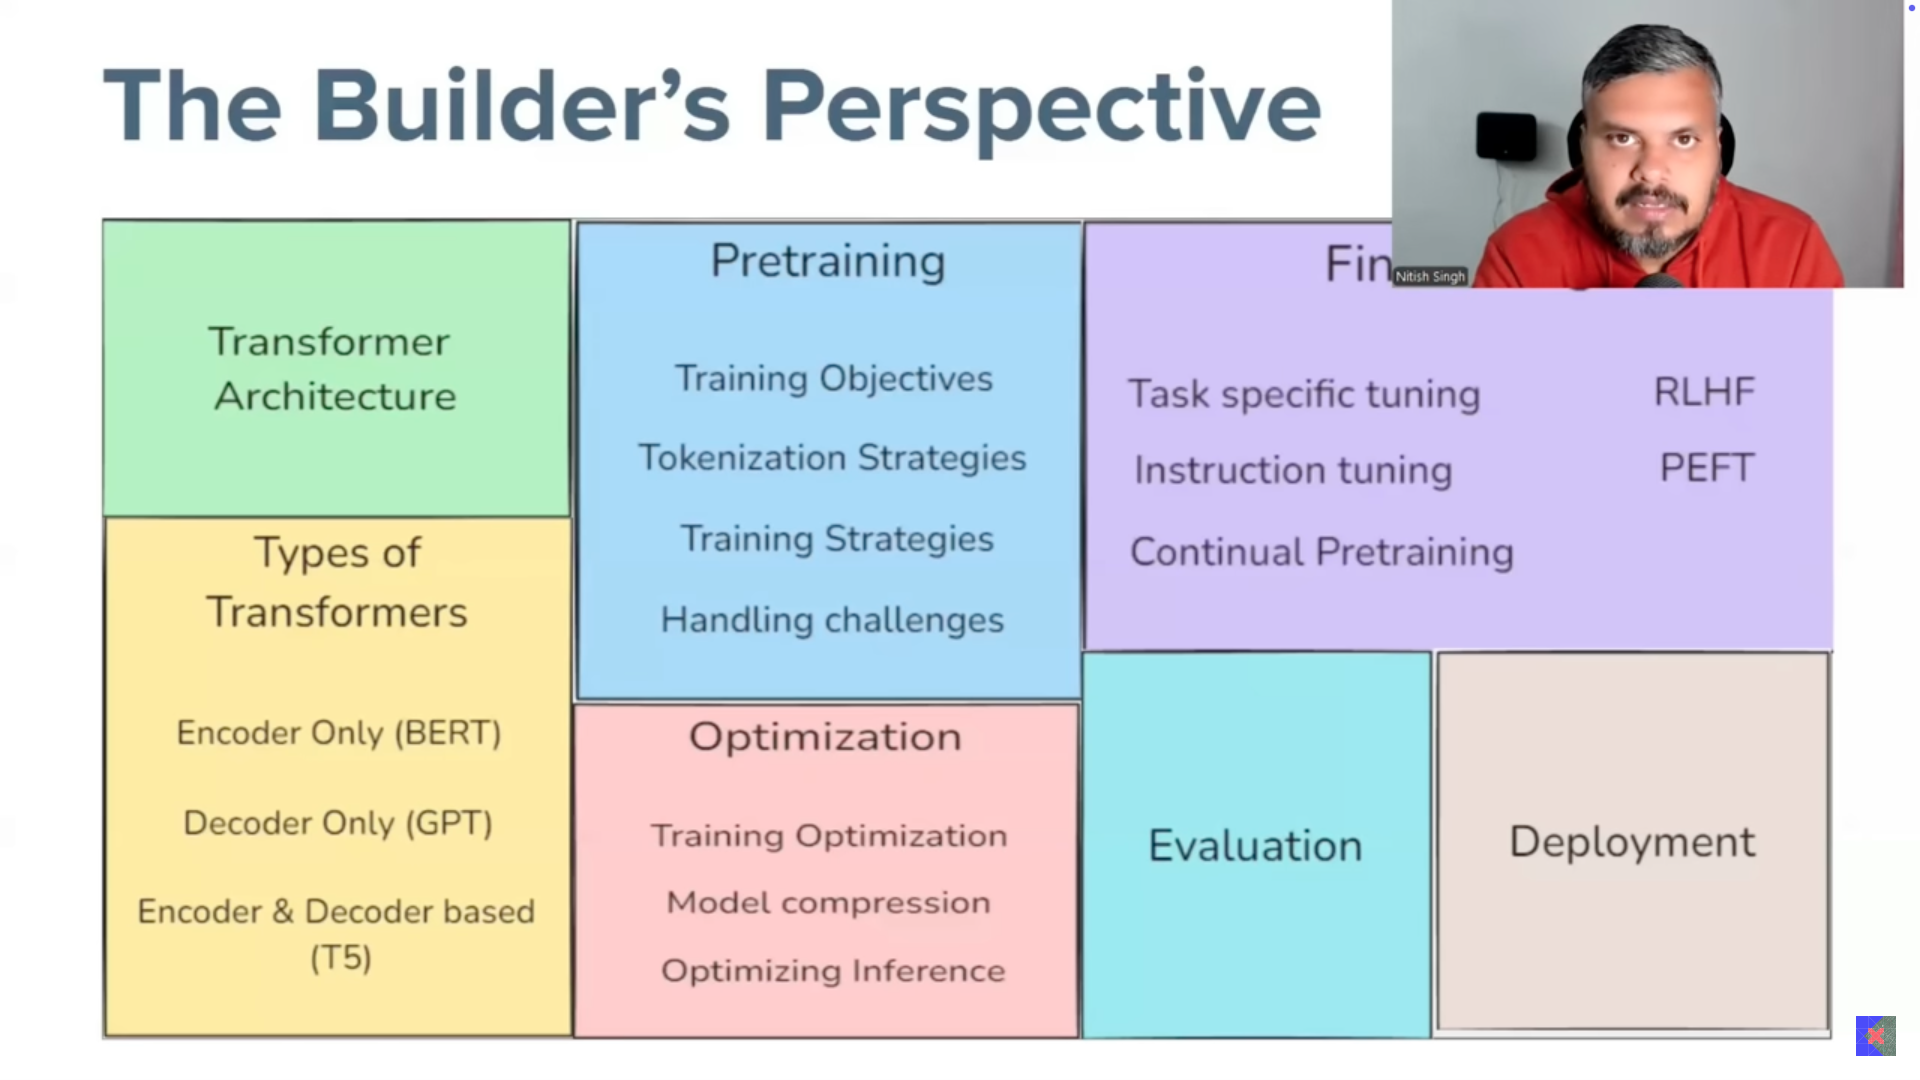 The Builder’s Perspective
Nitish Singh
Transformer
Architecture
Types of
Transformers
Encoder Only (BERT)
Decoder Only (GPT)
Encoder & Decoder based
(T5)
Pretraining
Training Objectives
Tokenization Strategies
Training Strategies
Handling challenges
Optimization
Training Optimization
Model compression
Optimizing Inference
Task specific tuning
RLHF
Instruction tuning
PEFT
Continual Pretraining
Evaluation
Deployment